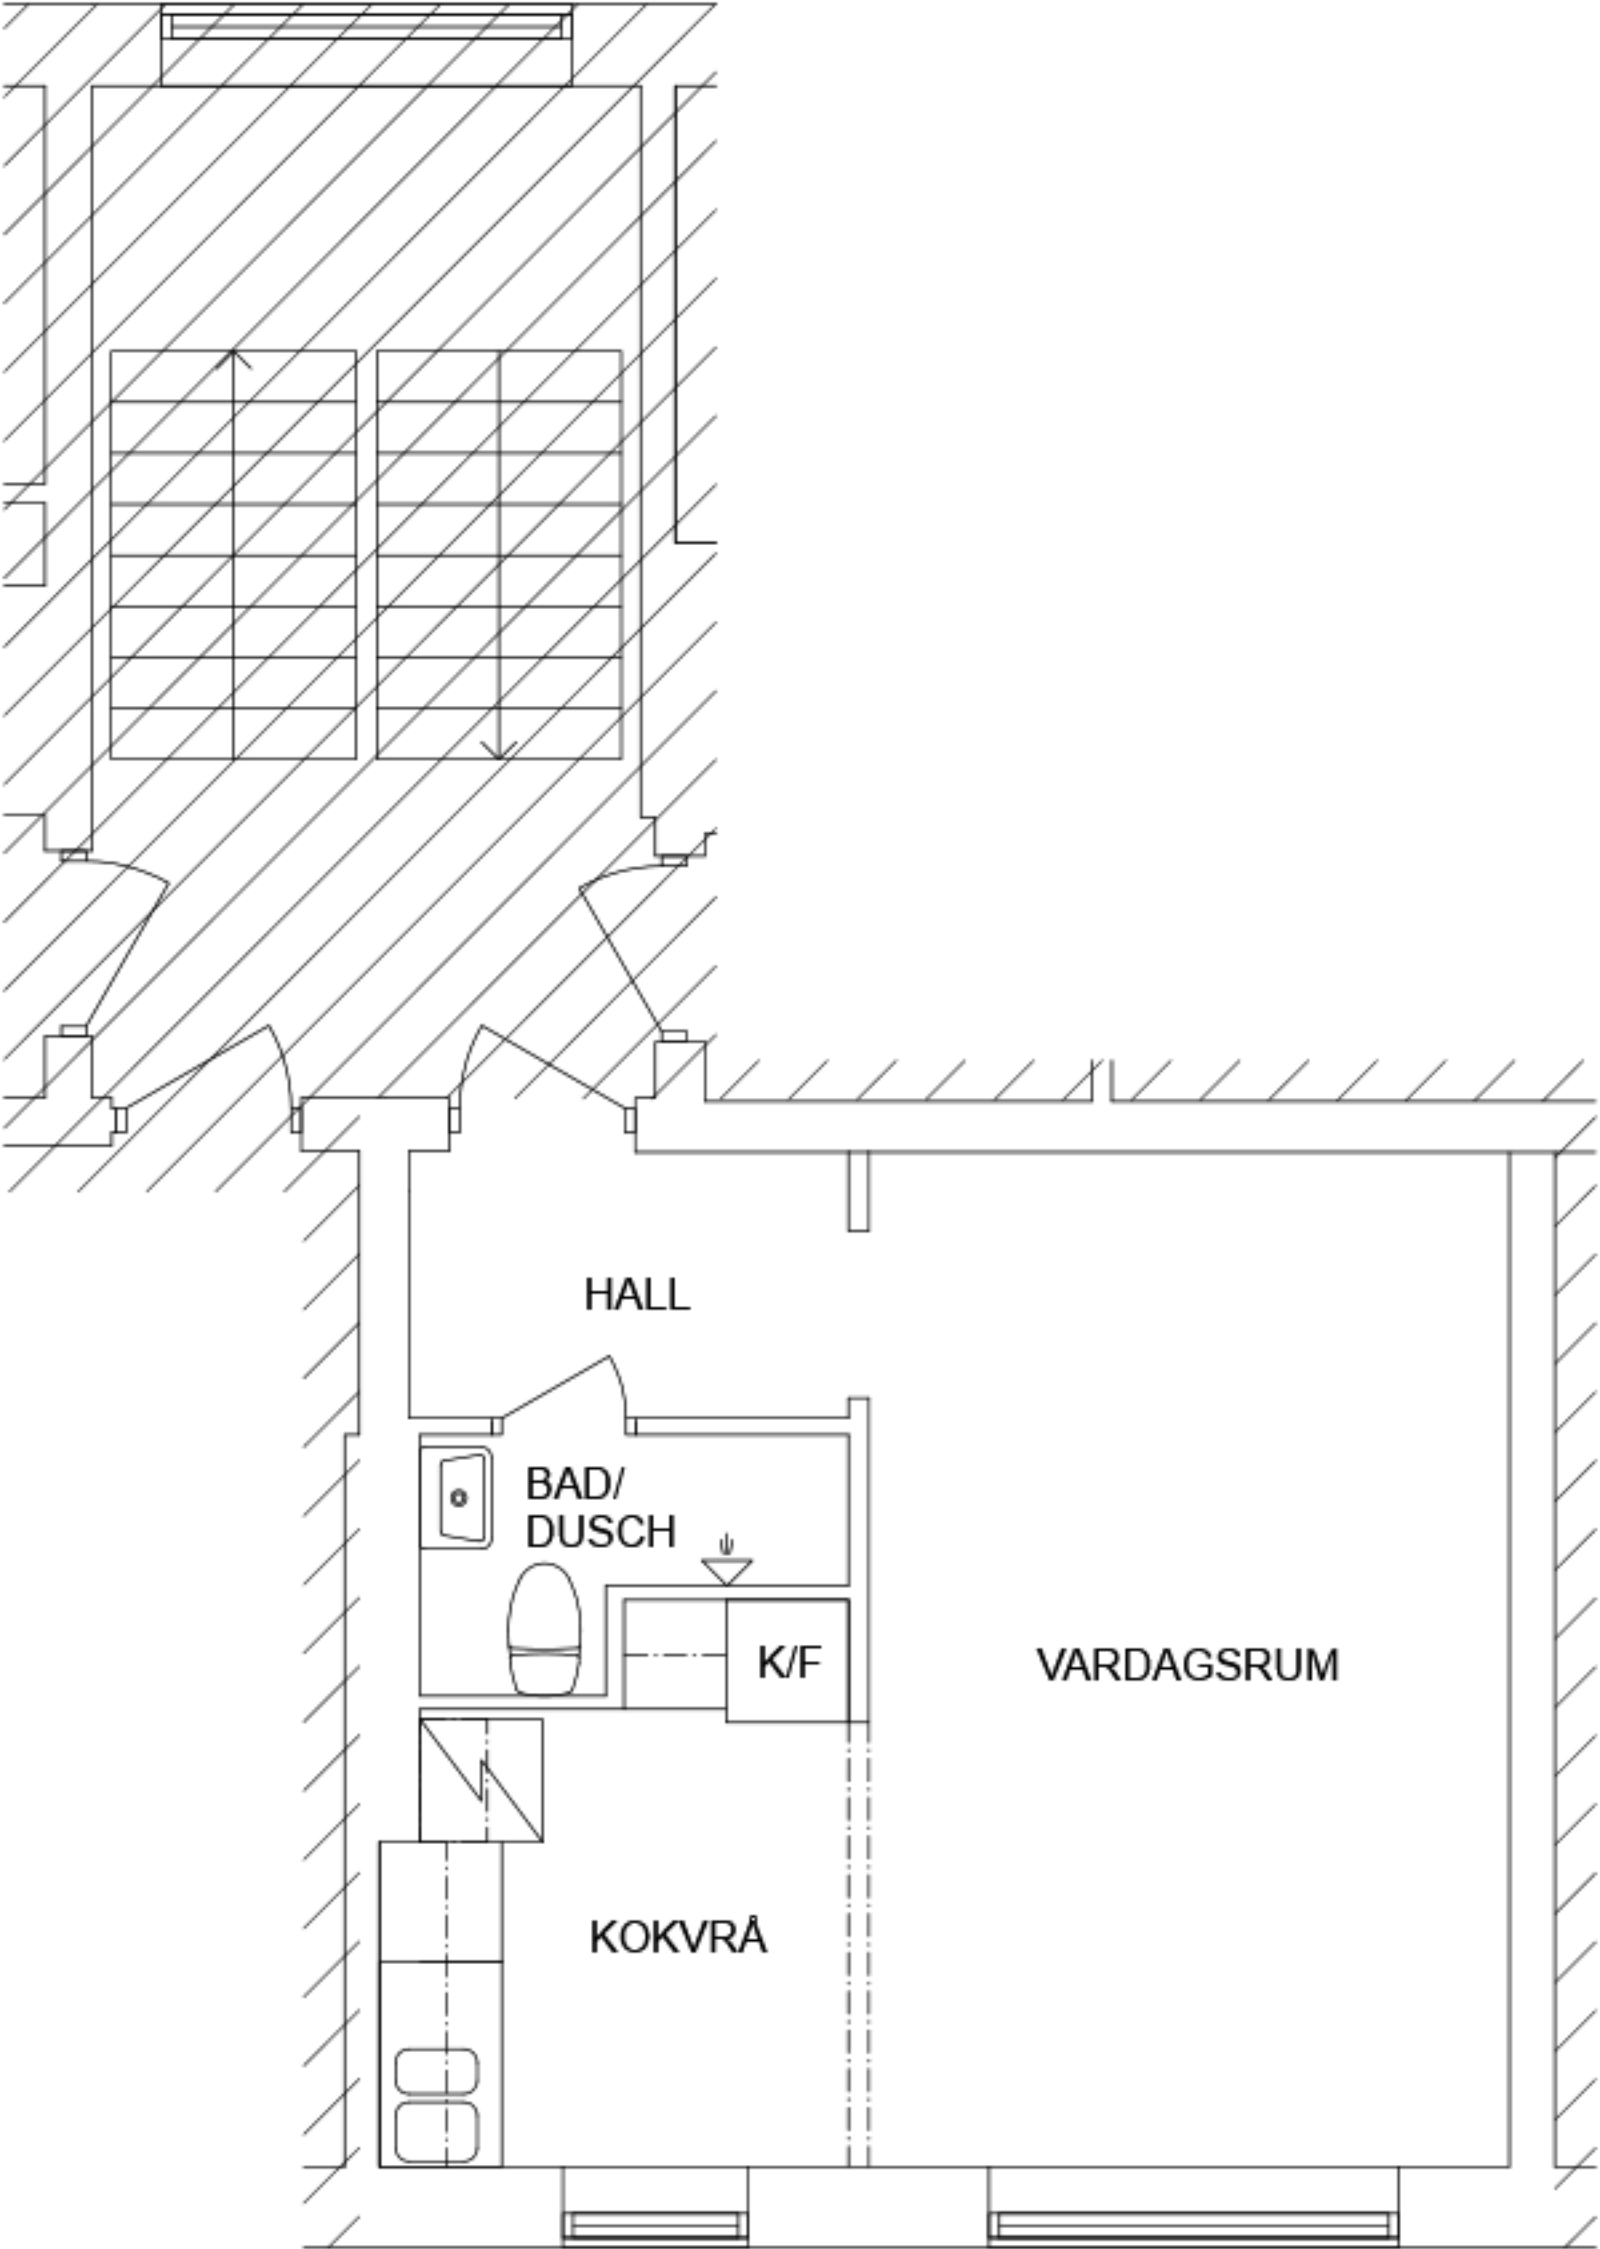 HALL
BAD/
DUSCH
K/F
VARDAGSRUM
KOKVRÅ